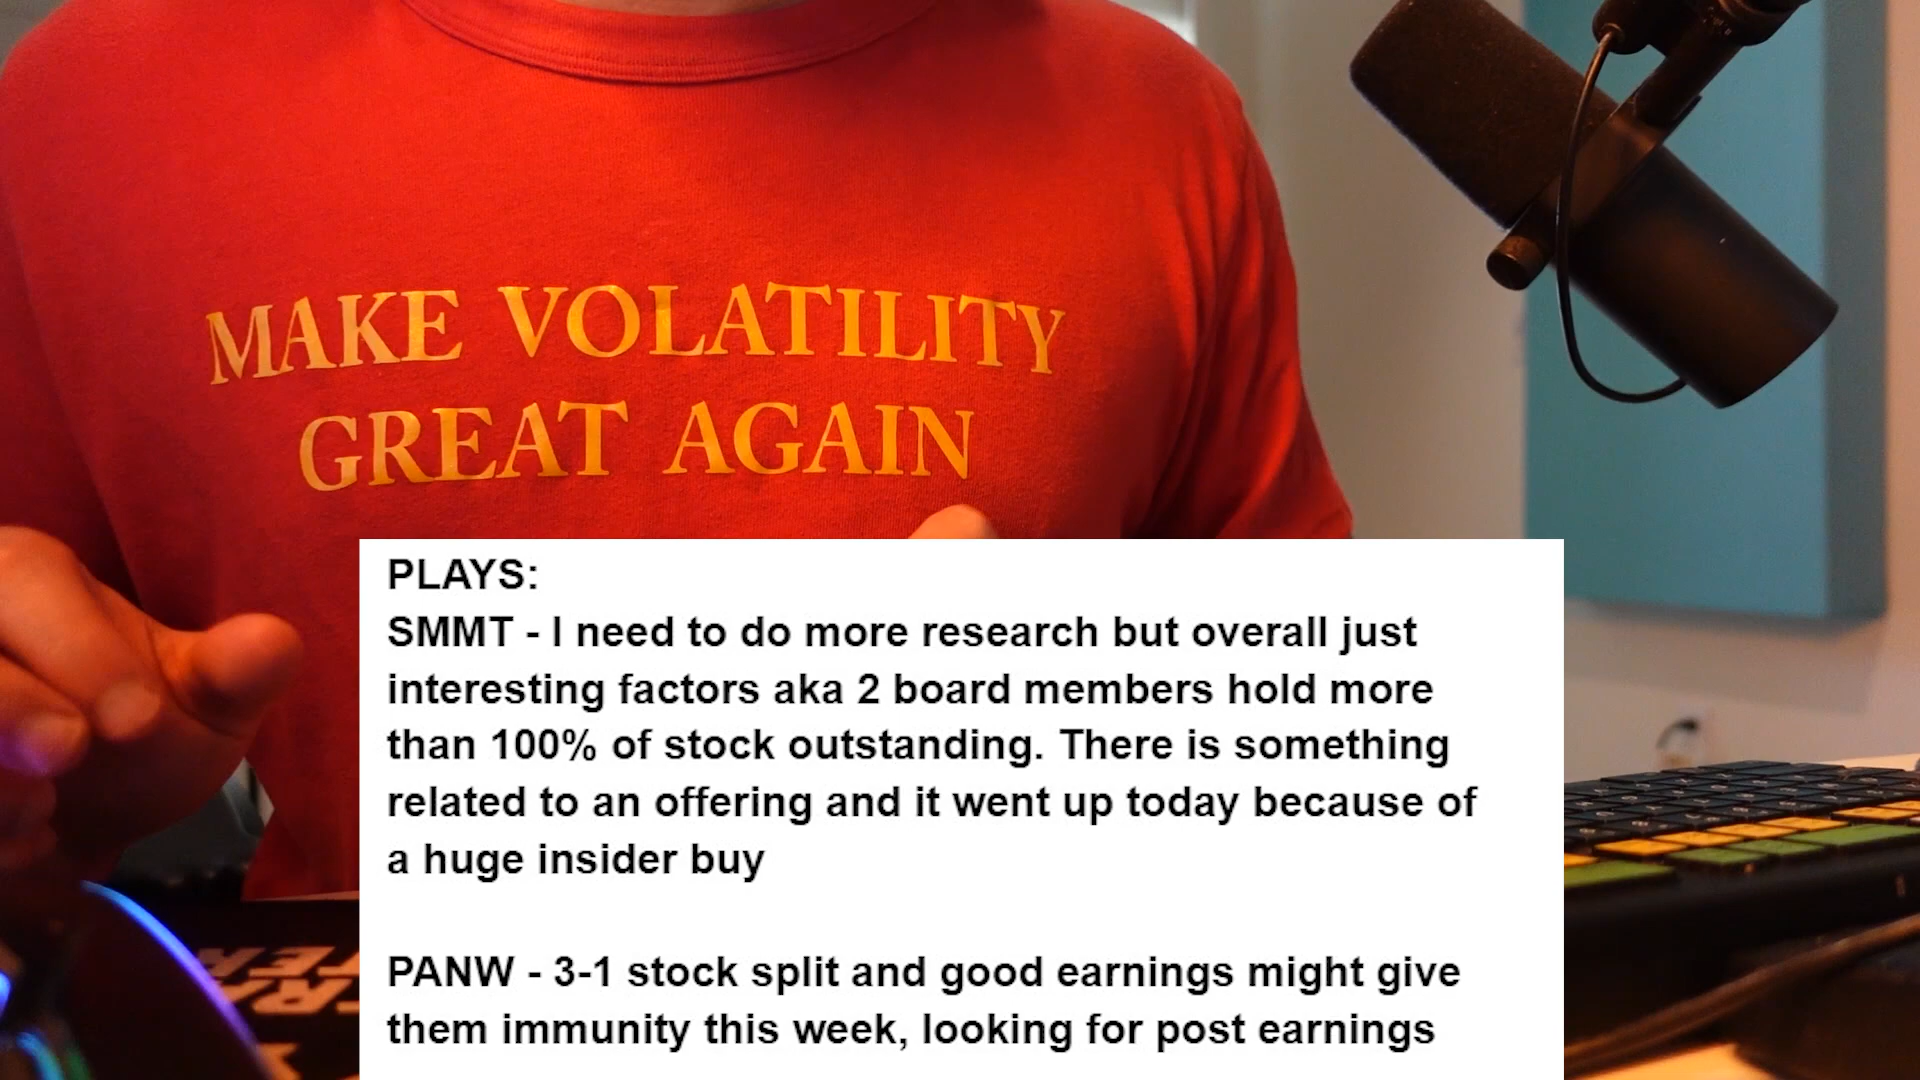 MAKE VOLATILITY
GREAT AGAIN
PLAYS:
SMMT - I need to do more research but overall just
interesting factors aka 2 board members hold more
than 100% of stock outstanding. There is something
related to an offering and it went up today because of
a huge insider buy
PANW - 3-1 stock split and good earnings might give
them immunity this week, looking for post earnings